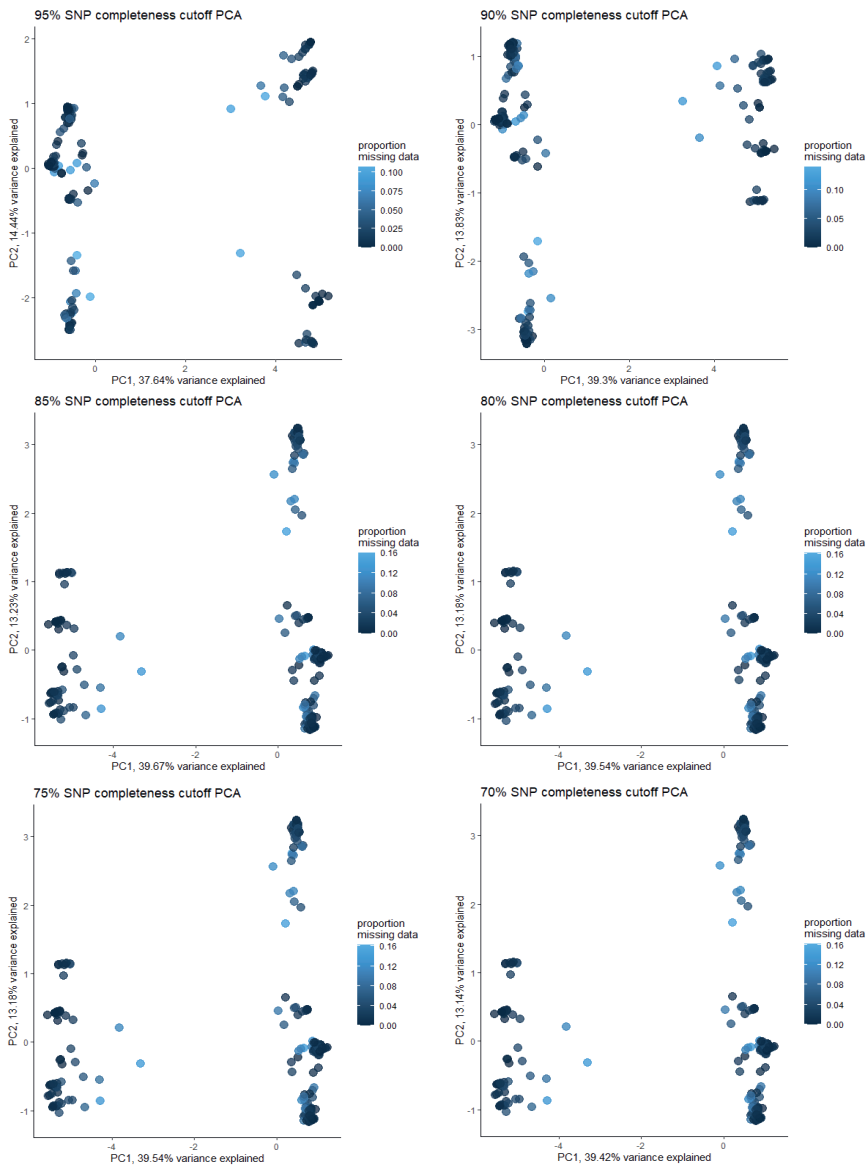 95% SNP completeness cutoff PCA
2
1
0
-1
-2
PC2, 14.44% variance explained
0
2
4
PC1, 37.64% variance explained
proportion
missing data
0.100
0.075
0.050
0.025
0.000
90% SNP completeness cutoff PCA
1
0
-1
-2
-3
PC2, 13.83% variance explained
0
2
4
PC1, 39.3% variance explained
proportion
missing data
0.10
0.05
0.00
85% SNP completeness cutoff PCA
3
2
1
0
-1
PC2, 13.23% variance explained
-4
-2
0
PC1, 39.67% variance explained
proportion
missing data
0.16
0.12
0.08
0.04
0.00
80% SNP completeness cutoff PCA
3
2
1
0
-1
PC2, 13.18% variance explained
-4
-2
0
PC1, 39.54% variance explained
proportion
missing data
0.16
0.12
0.08
0.04
0.00
75% SNP completeness cutoff PCA
3
2
1
0
-1
PC2, 13.18% variance explained
-4
-2
0
PC1, 39.54% variance explained
proportion
missing data
0.16
0.12
0.08
0.04
0.00
70% SNP completeness cutoff PCA
3
2
1
0
-1
PC2, 13.14% variance explained
-4
-2
0
PC1, 39.42% variance explained
proportion
missing data
0.16
0.12
0.08
0.04
0.00